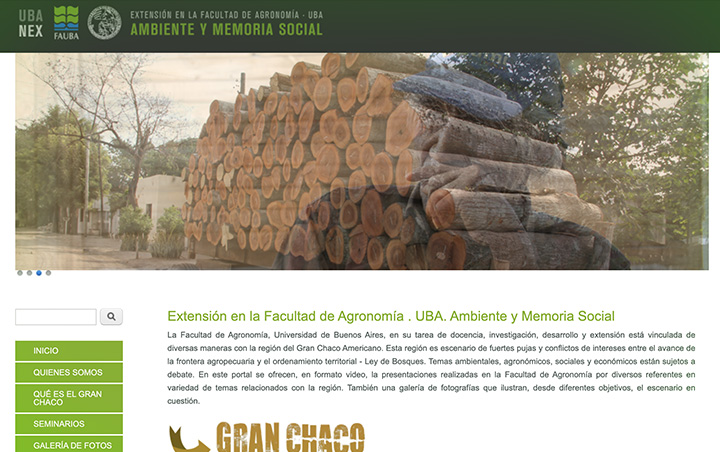 UBA
NEX
FAUBA
EXTENSIÓN EN LA FACULTAD DE AGRONOMÍA · UBA
AMBIENTE Y MEMORIA SOCIAL
Extensión en la Facultad de Agronomía . UBA. Ambiente y Memoria Social
La Facultad de Agronomía, Universidad de Buenos Aires, en su tarea de docencia, investigación, desarrollo y extensión está vinculada de
diversas maneras con la región del Gran Chaco Americano. Esta región es escenario de fuertes pujas y conflictos de intereses entre el avance de
la frontera agropecuaria y el ordenamiento territorial - Ley de Bosques. Temas ambientales, agronómicos, sociales y económicos están sujetos a
debate. En este portal se ofrecen, en formato video, la presentaciones realizadas en la Facultad de Agronomía por diversos referentes en
variedad de temas relacionados con la región. También una galería de fotografías que ilustran, desde diferentes objetivos, el escenario en
cuestión.
INICIO
QUIENES SOMOS
QUÉ ES EL GRAN
CHACO
SEMINARIOS
GALERÍA DE FOTOS
GRAN CHACO